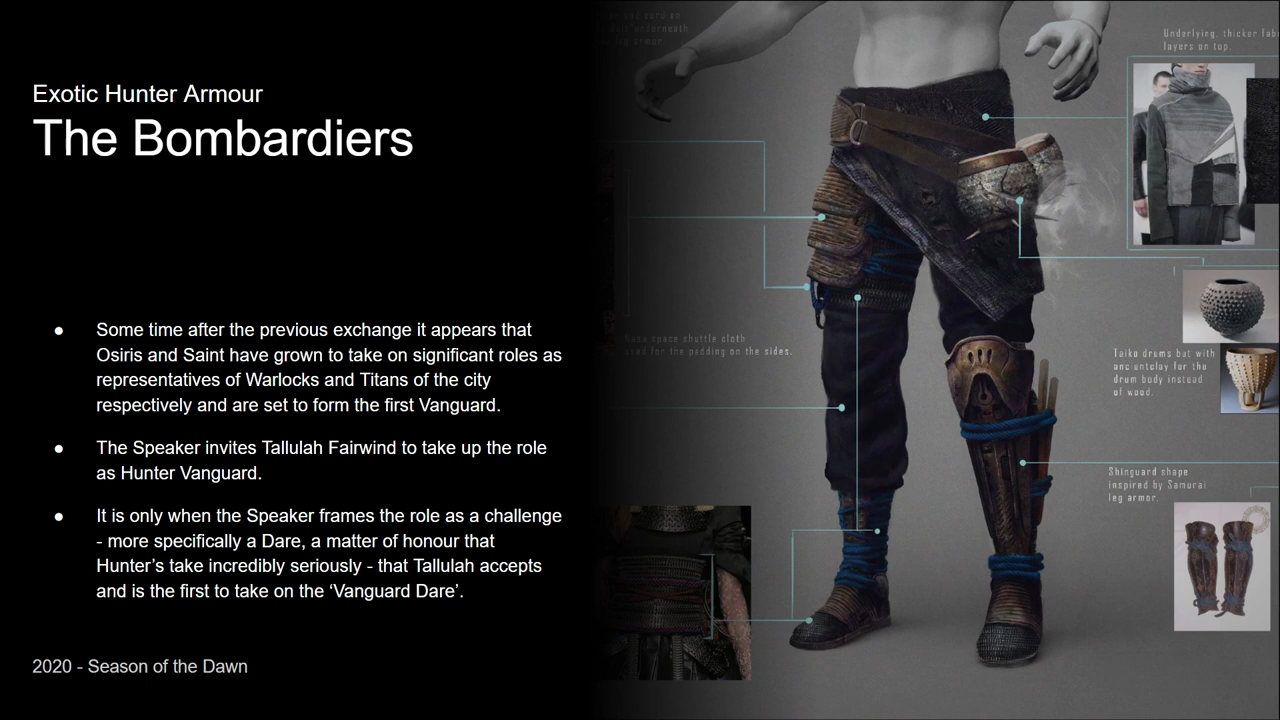 Exotic Hunter Armour
The Bombardiers
● Some time after the previous exchange it appears that
Osiris and Saint have grown to take on significant roles as
representatives of Warlocks and Titans of the city
respectively and are set to form the first Vanguard.
● The Speaker invites Tallulah Fairwind to take up the role
as Hunter Vanguard.
● It is only when the Speaker frames the role as a challenge
- more specifically a Dare, a matter of honour that
Hunter’s take incredibly seriously - that Tallulah accepts
and is the first to take on the ‘Vanguard Dare’.
2020 - Season of the Dawn
and cord on
underneath
leg armor.
space shuttle cloth
used for the padding on the sides.
Underlying, thicker
layers on top.
Taiko drums but with
and
drum body instead
of wood.
Shinguard shape
inspired by Samurai
leg armor.